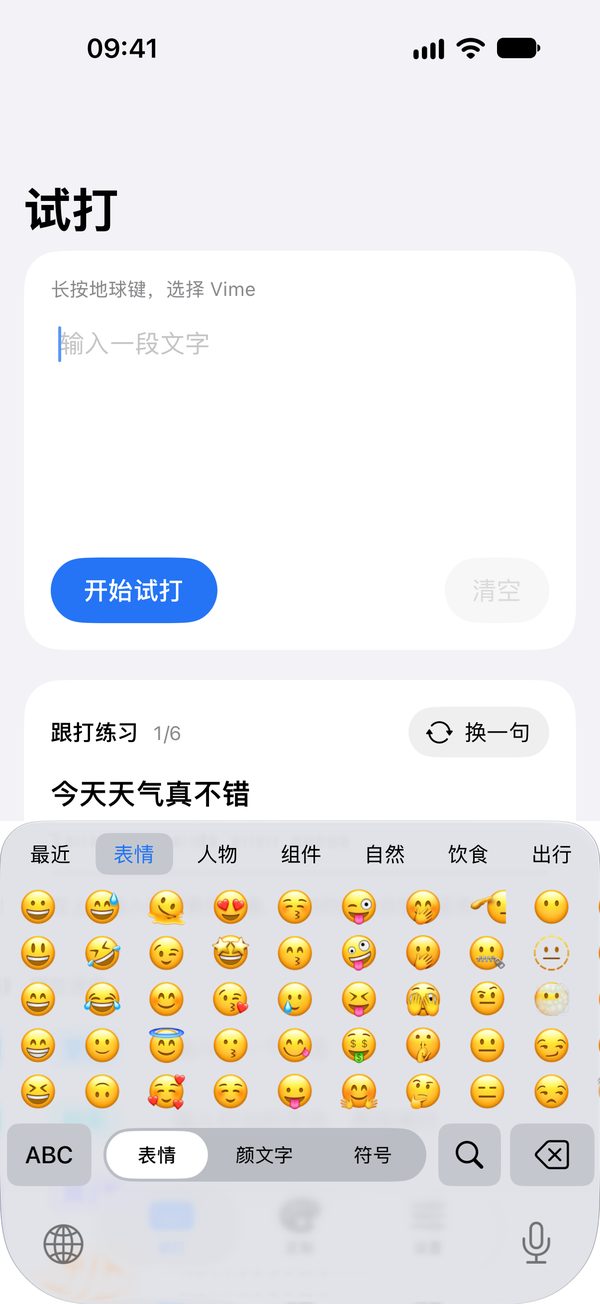 09:41
试打
长按地球键，选择 Vime
输入一段文字
开始试打 清空
跟打练习 1/6 换一句
今天天气真不错
最近 表情 人物 组件 自然 饮食 出行
ABC 表情 颜文字 符号